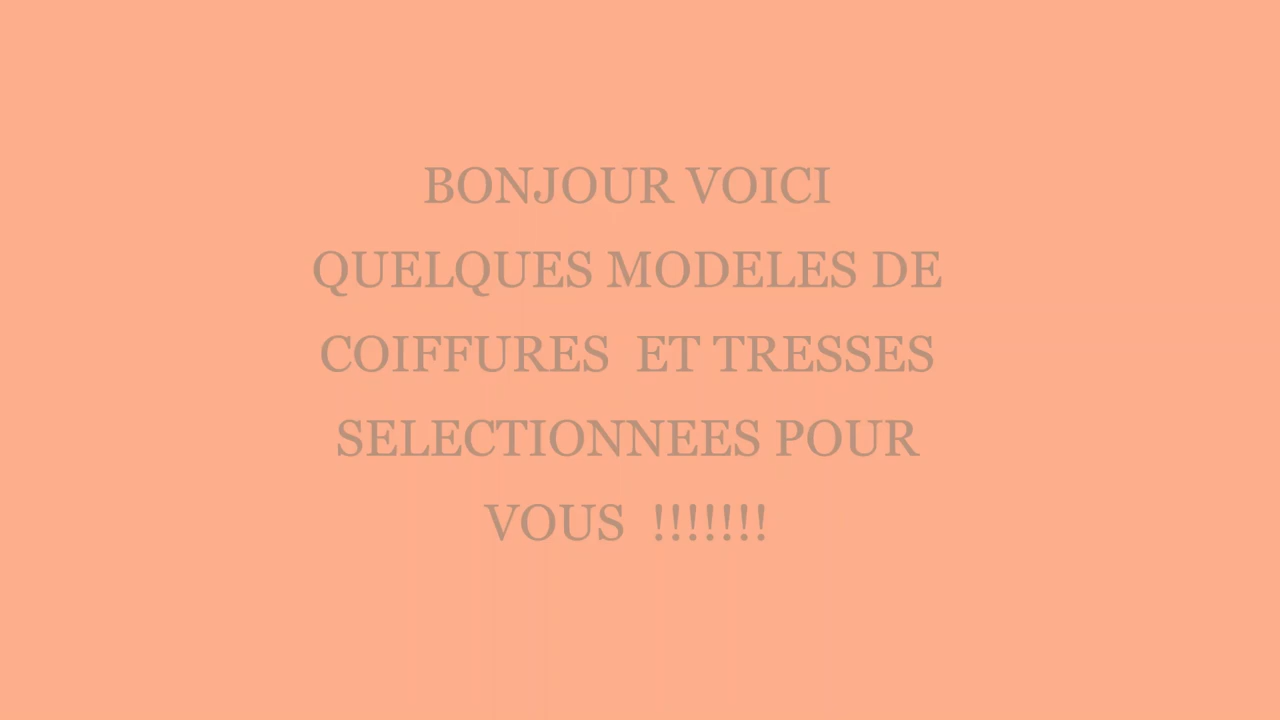 BONJOUR VOICI
QUELQUES MODELES DE
COIFFURES  ET TRESSES
SELECTIONNEES POUR
VOUS  !!!!!!!